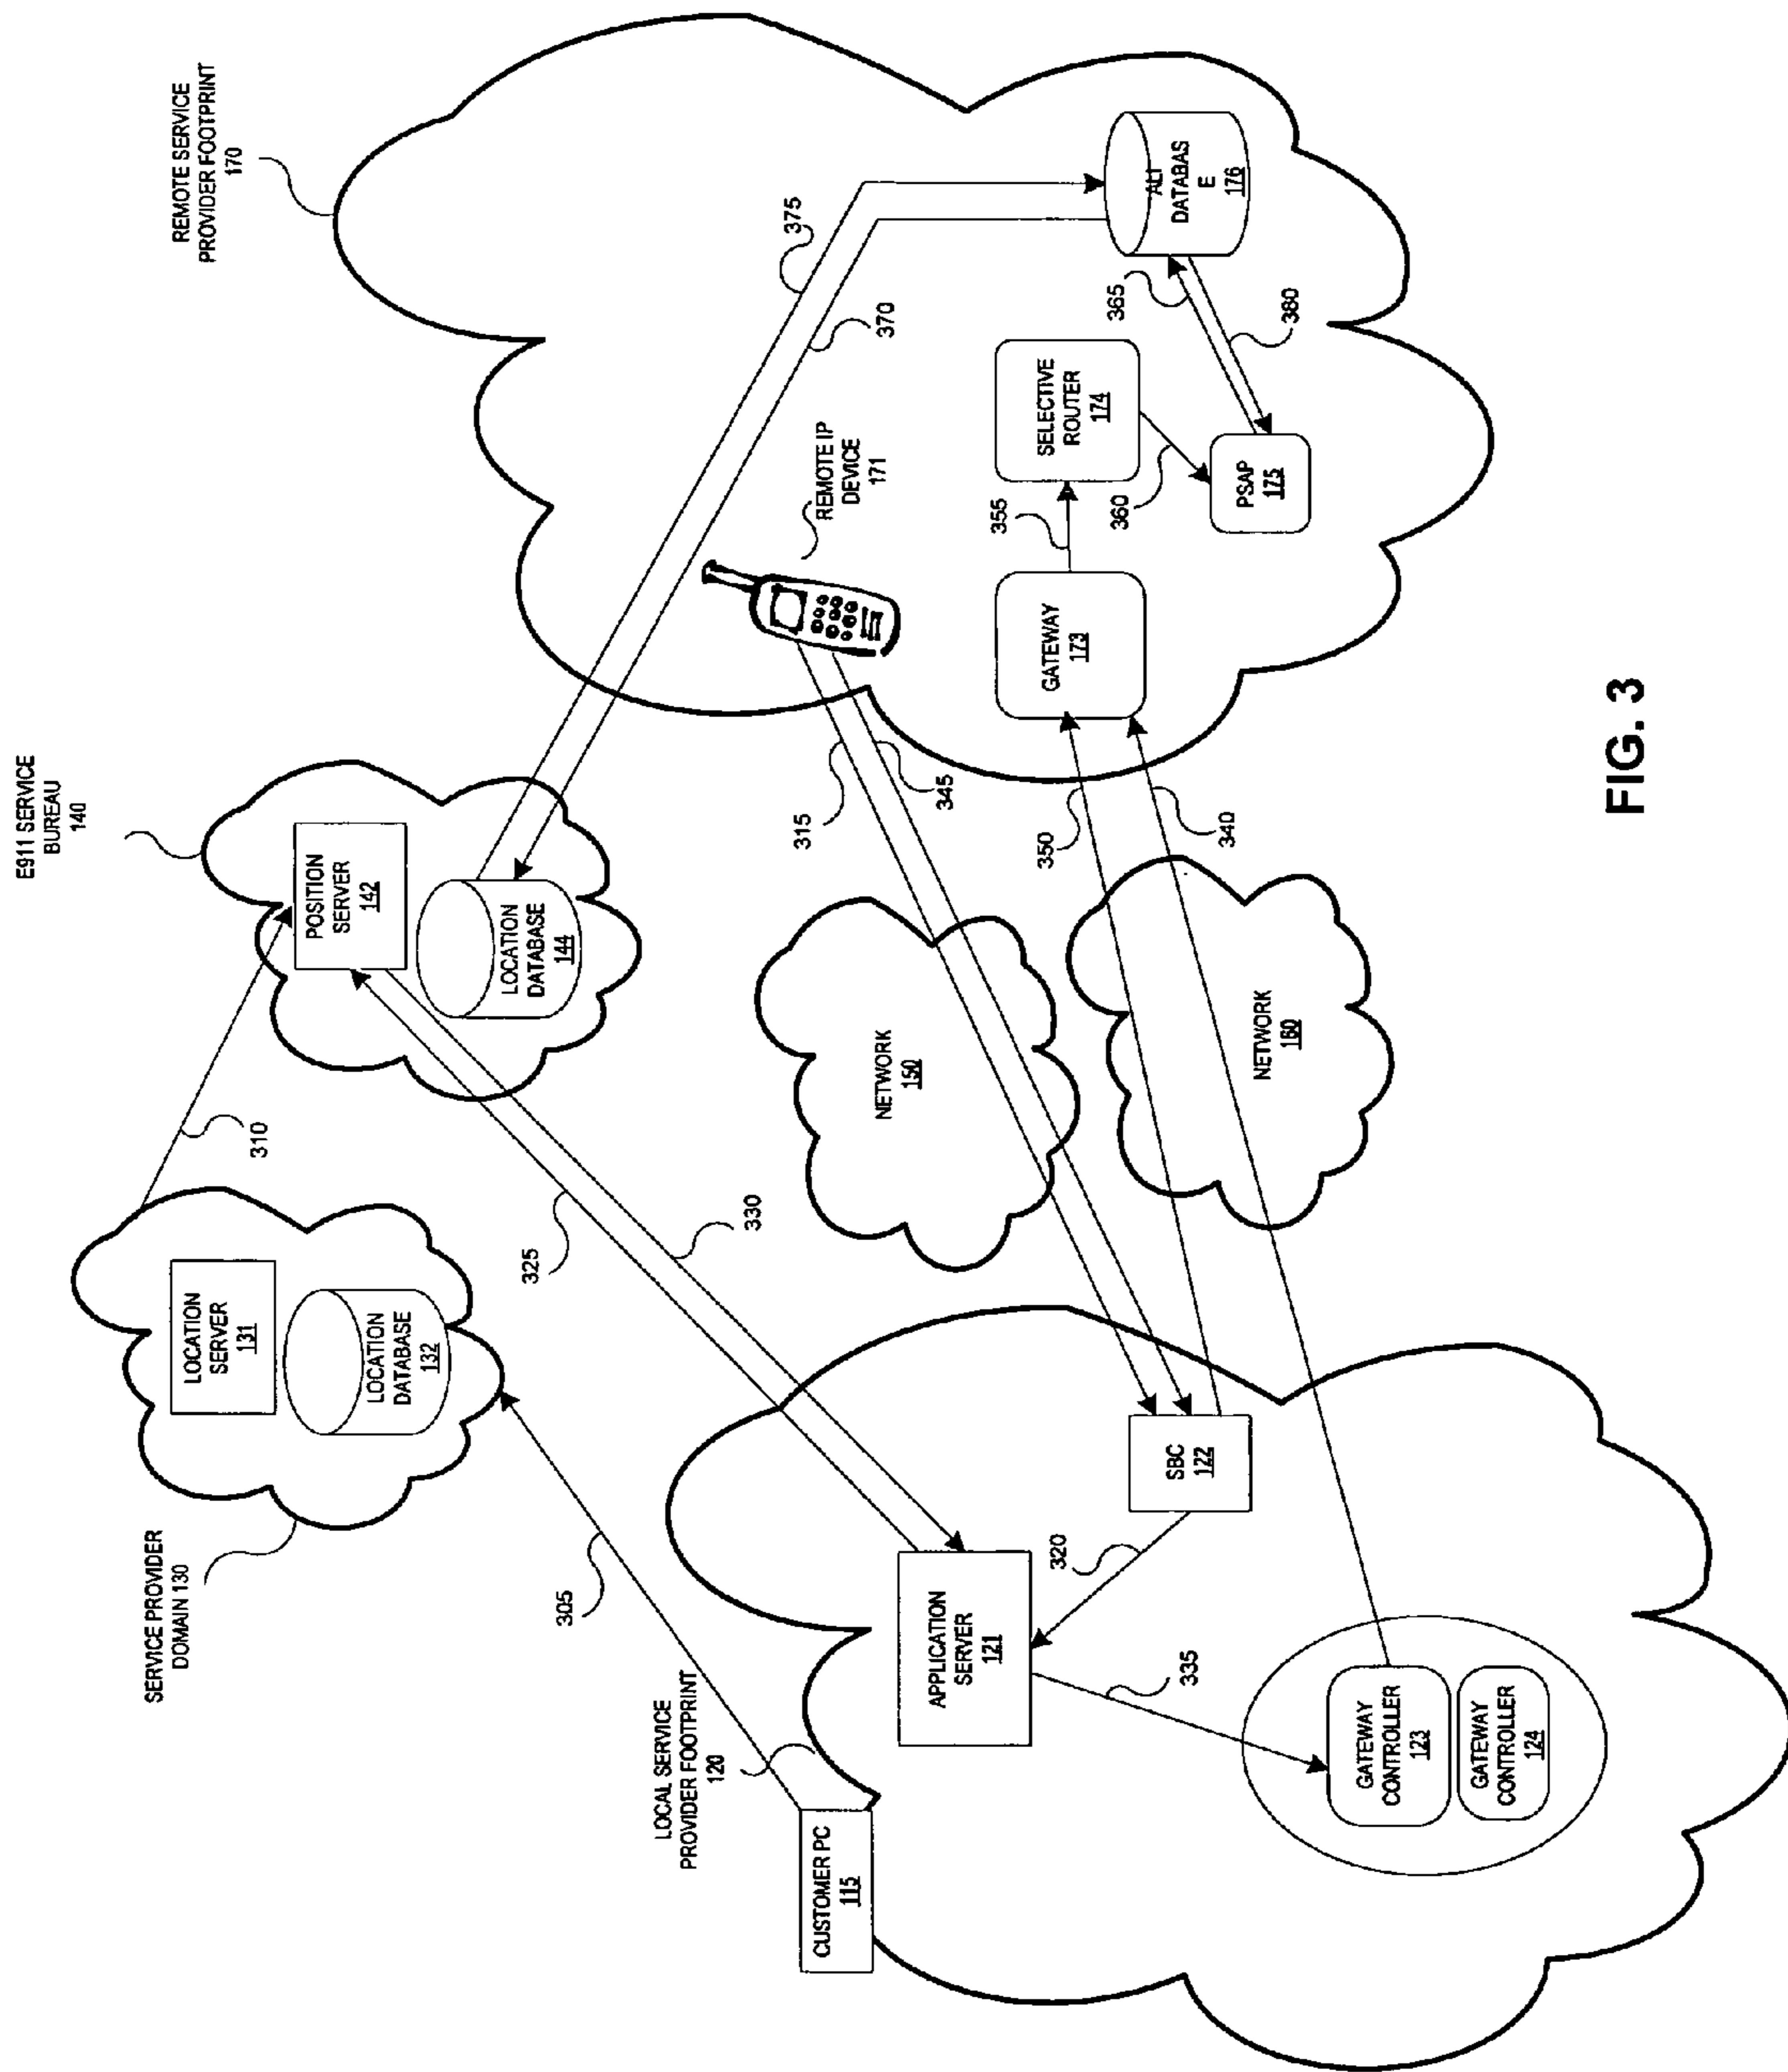 REMOTE SERVICE
PROVIDER FOOTPRINT
170
E911 SERVICE
BUREAU
140
SERVICE PROVIDER
DOMAIN 130
LOCATION
SERVER
131
LOCATION
DATABASE
132
310
POSITION
SERVER
142
LOCATION
DATABASE
144
375
370
305
325
330
REMOTE IP
DEVICE
171
LOCAL SERVICE
PROVIDER FOOTPRINT
120
CUSTOMER PC
115
315
345
NETWORK
150
ALI
DATABAS
E
176
365
380
SELECTIVE
ROUTER
174
355
360
PSAP
175
GATEWAY
173
350
340
NETWORK
160
APPLICATION
SERVER
121
320
SBC
122
335
GATEWAY
CONTROLLER
123
GATEWAY
CONTROLLER
124
FIG. 3